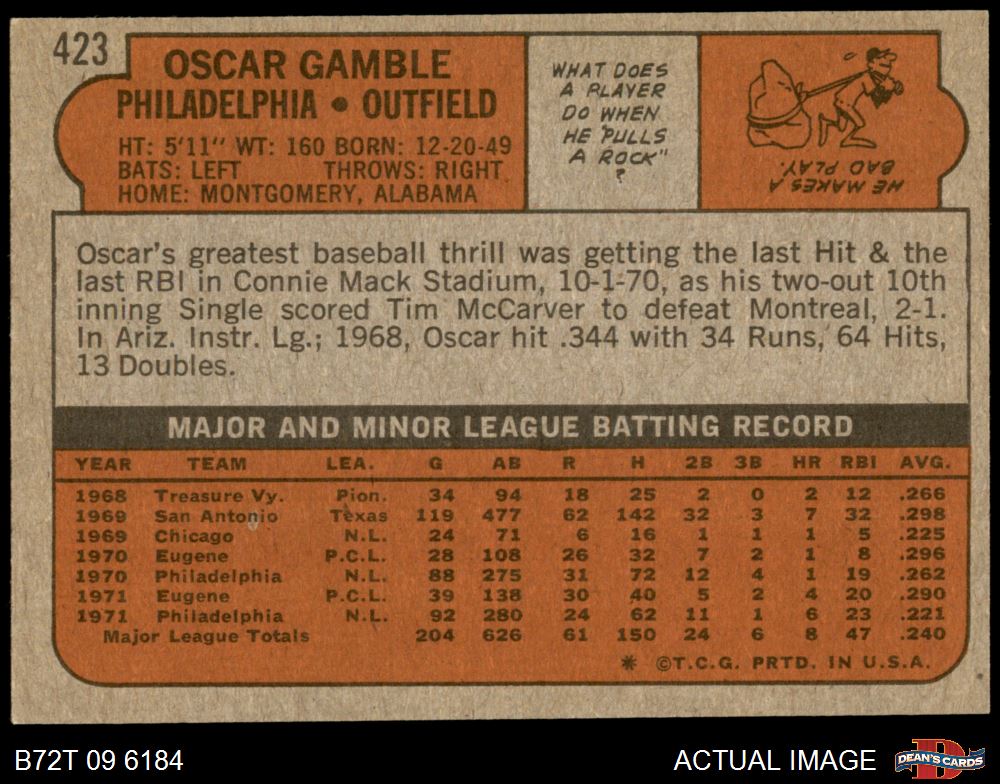 423
OSCAR GAMBLE
PHILADELPHIA • OUTFIELD
HT: 5'11" WT: 160 BORN: 12-20-49
BATS: LEFT THROWS: RIGHT
HOME: MONTGOMERY, ALABAMA
WHAT DOES
A PLAYER
DO WHEN
HE "PULLS
A ROCK"
?
HE MAKES A
BAD PLAY.
Oscar's greatest baseball thrill was getting the last Hit & the
last RBI in Connie Mack Stadium, 10-1-70, as his two-out 10th
inning Single scored Tim McCarver to defeat Montreal, 2-1.
In Ariz. Instr. Lg.; 1968, Oscar hit .344 with 34 Runs, 64 Hits,
13 Doubles.
MAJOR AND MINOR LEAGUE BATTING RECORD
YEAR TEAM LEA. G AB R H 2B 3B HR RBI AVG.
1968 Treasure Vy. Pion. 34 94 18 25 2 0 2 12 .266
1969 San Antonio Texas 119 477 62 142 32 3 7 32 .298
1969 Chicago N.L. 24 71 6 16 1 1 1 5 .225
1970 Eugene P.C.L. 28 108 26 32 7 2 1 8 .296
1970 Philadelphia N.L. 88 275 31 72 12 4 1 19 .262
1971 Eugene P.C.L. 39 138 30 40 5 2 4 20 .290
1971 Philadelphia N.L. 92 280 24 62 11 1 6 23 .221
Major League Totals 204 626 61 150 24 6 8 47 .240
* ©T.C.G. PRTD. IN U.S.A.
B72T 09 6184
ACTUAL IMAGE
DEAN'S CARDS